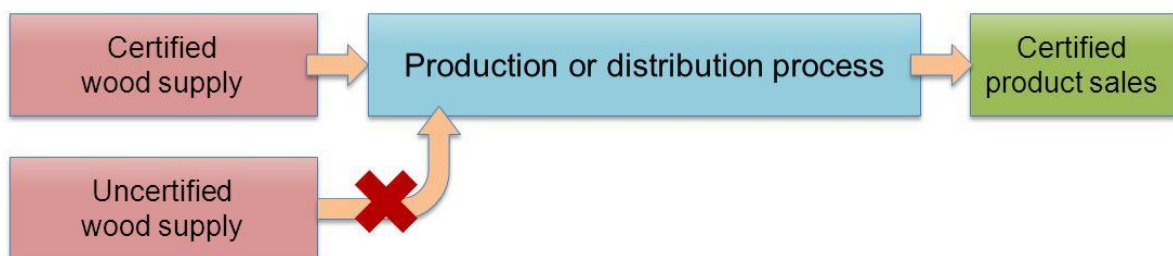 Certified
wood supply
Production or distribution process
Certified
product sales
Uncertified
wood supply